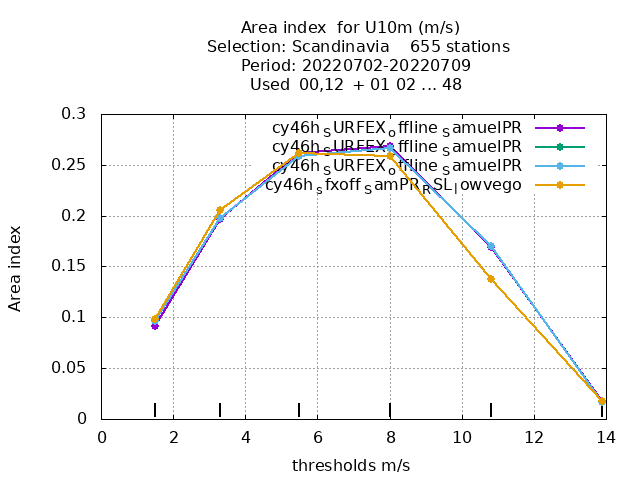 Area index  for U10m (m/s)
Selection: Scandinavia    655 stations
Period: 20220702-20220709
Used  00,12  + 01 02 ... 48
cy46h_SURFEX_offline_SamuelPR
cy46h_SURFEX_offline_SamuelPR
cy46h_SURFEX_offline_SamuelPR
cy46h_sfxoff_SamPR_RSL_lowvego
0.3
0.25
0.2
0.15
0.1
0.05
0
Area index
0 2 4 6 8 10 12 14
thresholds m/s